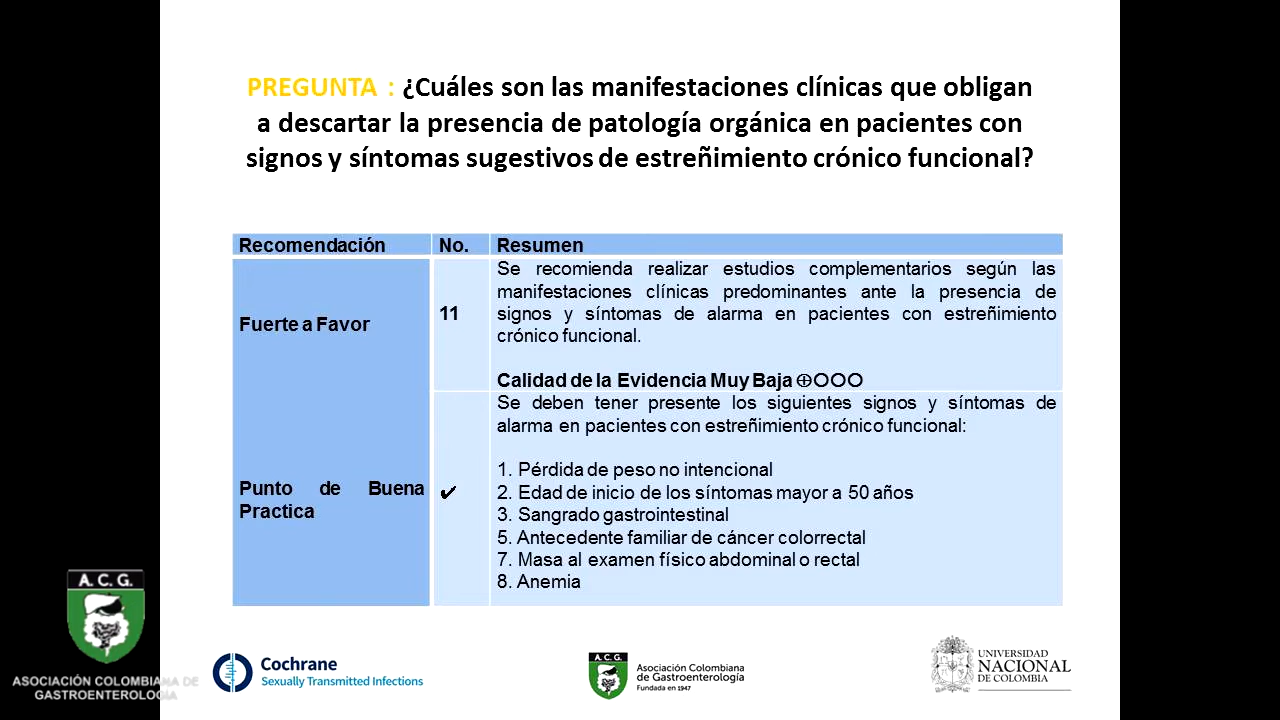 PREGUNTA : ¿Cuáles son las manifestaciones clínicas que obligan
a descartar la presencia de patología orgánica en pacientes con
signos y síntomas sugestivos de estreñimiento crónico funcional?
Recomendación No. Resumen
Fuerte a Favor
11
Se recomienda realizar estudios complementarios según las
manifestaciones clínicas predominantes ante la presencia de
signos y síntomas de alarma en pacientes con estreñimiento
crónico funcional.
Calidad de la Evidencia Muy Baja ⊕○○○
Punto de Buena
Practica
✔
Se deben tener presente los siguientes signos y síntomas de
alarma en pacientes con estreñimiento crónico funcional:
1. Pérdida de peso no intencional
2. Edad de inicio de los síntomas mayor a 50 años
3. Sangrado gastrointestinal
5. Antecedente familiar de cáncer colorrectal
7. Masa al examen físico abdominal o rectal
8. Anemia
A. C. G.
ASOCIACIÓN COLOMBIANA DE
GASTROENTEROLOGÍA
Cochrane
Sexually Transmitted Infections
A.C.G.
Asociación Colombiana
de Gastroenterología
Fundada en 1947
UNIVERSIDAD
NACIONAL
DE COLOMBIA